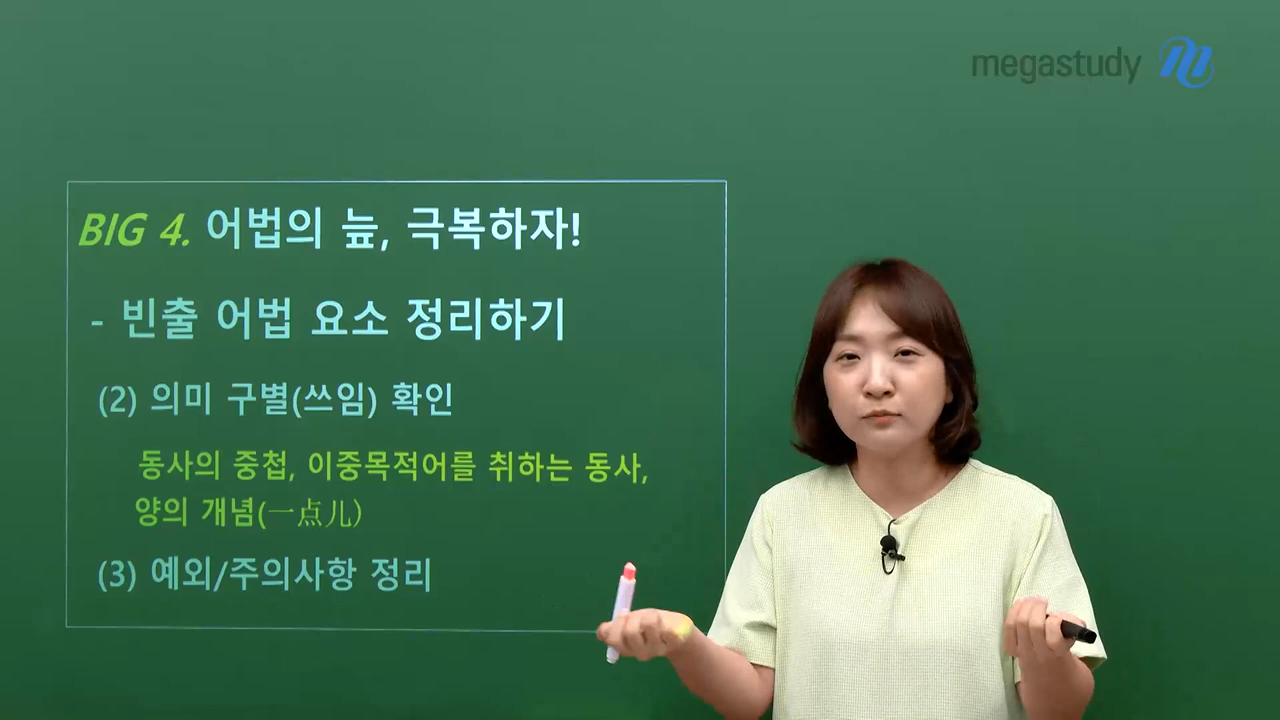 megastudy
BIG 4. 어법의 늪, 극복하자!
- 빈출 어법 요소 정리하기
(2) 의미 구별(쓰임) 확인
동사의 중첩, 이중목적어를 취하는 동사,
양의 개념(一点儿)
(3) 예외/주의사항 정리